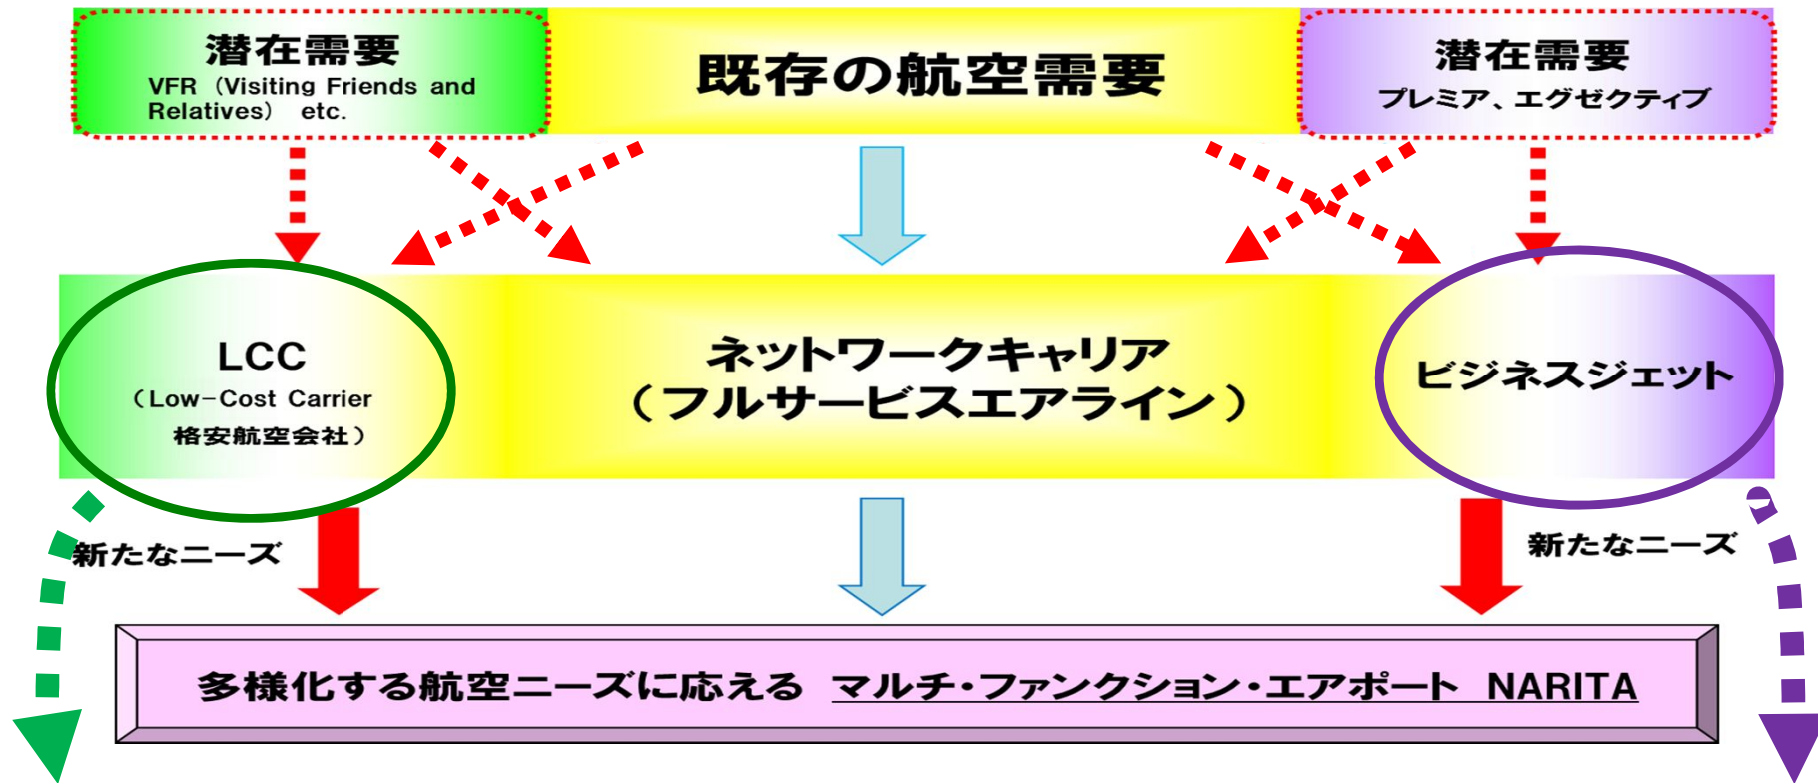 潜在需要
VFR (Visiting Friends and
Relatives) etc.
既存の航空需要
潜在需要
プレミア、エグゼクティブ
LCC
(Low-Cost Carrier
格安航空会社)
ネットワークキャリア
(フルサービスエアライン)
ビジネスジェット
新たなニーズ
新たなニーズ
多様化する航空ニーズに応える マルチ・ファンクション・エアポート NARITA